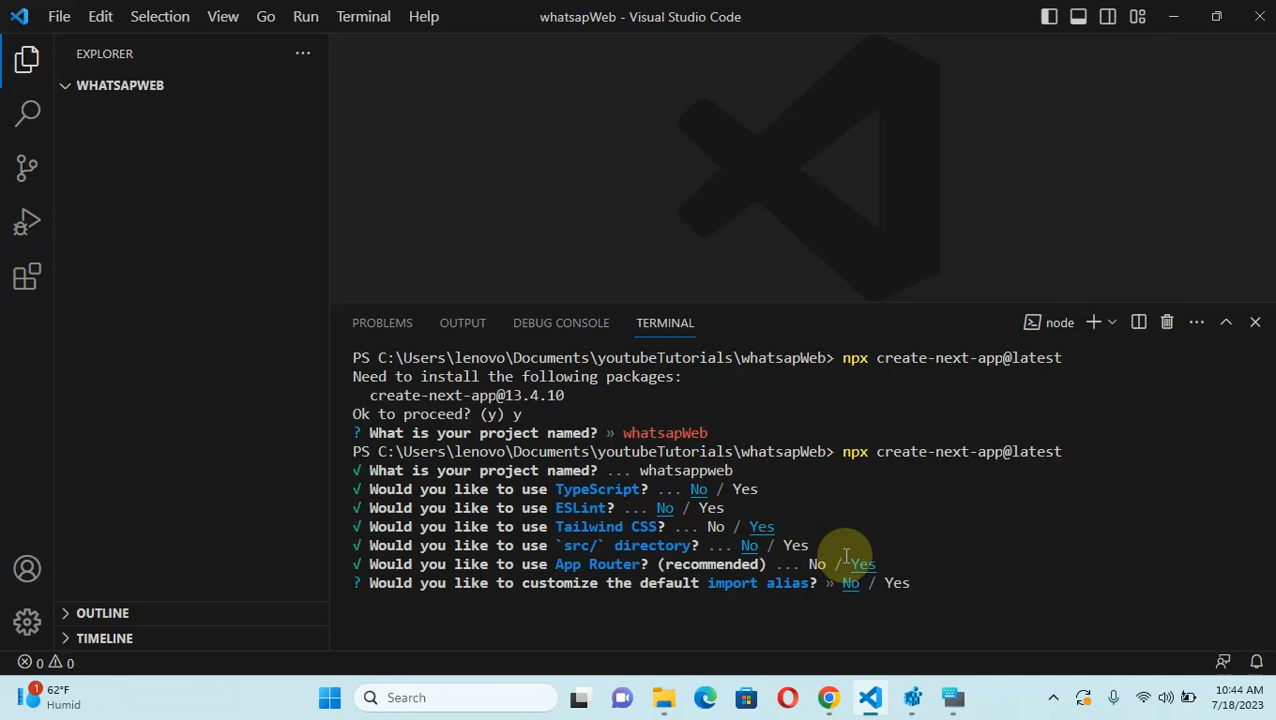 File Edit Selection View Go Run Terminal Help whatsapWeb - Visual Studio Code
EXPLORER
WHATSAPWEB
OUTLINE
TIMELINE
PROBLEMS OUTPUT DEBUG CONSOLE TERMINAL node
PS C:\Users\lenovo\Documents\youtubeTutorials\whatsapWeb> npx create-next-app@latest
Need to install the following packages:
create-next-app@13.4.10
Ok to proceed? (y) y
? What is your project named? » whatsapWeb
PS C:\Users\lenovo\Documents\youtubeTutorials\whatsapWeb> npx create-next-app@latest
√ What is your project named? ... whatsappweb
√ Would you like to use TypeScript? ... No / Yes
√ Would you like to use ESLint? ... No / Yes
√ Would you like to use Tailwind CSS? ... No / Yes
√ Would you like to use `src/` directory? ... No / Yes
√ Would you like to use App Router? (recommended) ... No / Yes
? Would you like to customize the default import alias? » No / Yes
0 0
1 62°F
Humid
Search
10:44 AM
7/18/2023